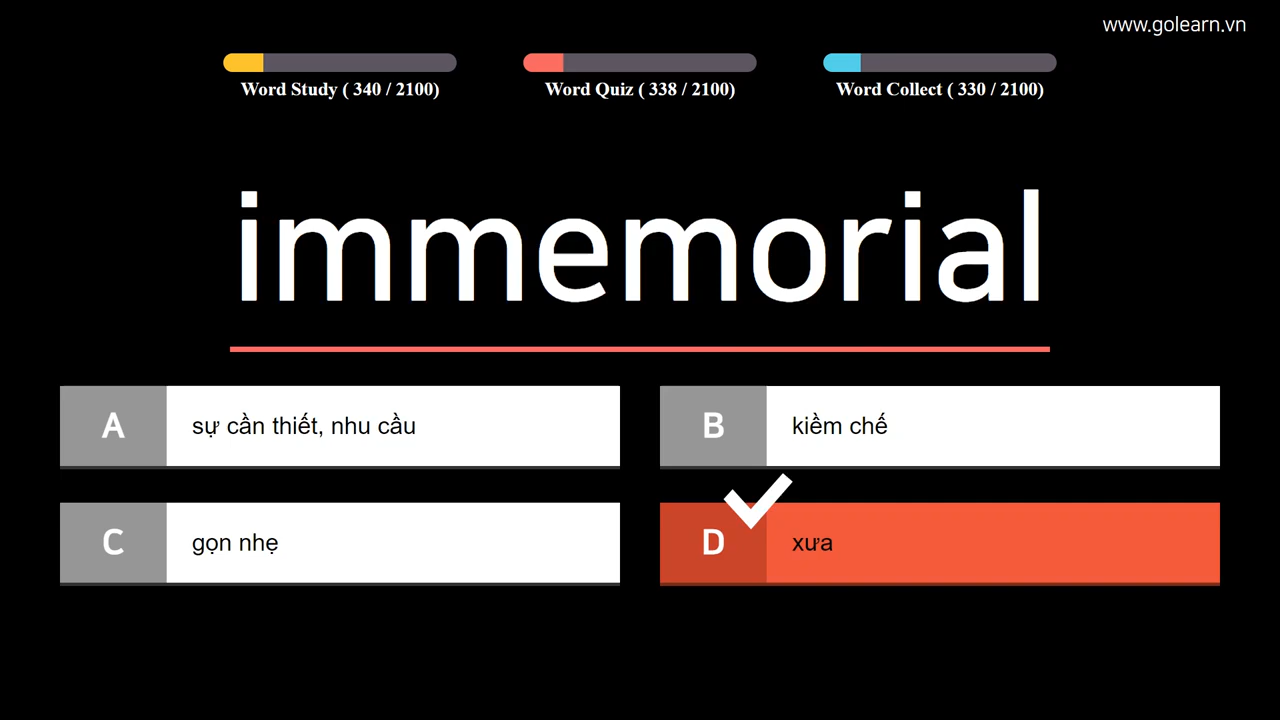 www.golearn.vn
Word Study ( 340 / 2100)
Word Quiz ( 338 / 2100)
Word Collect ( 330 / 2100)
immemorial
A sự cần thiết, nhu cầu
B kiềm chế
C gọn nhẹ
D xưa